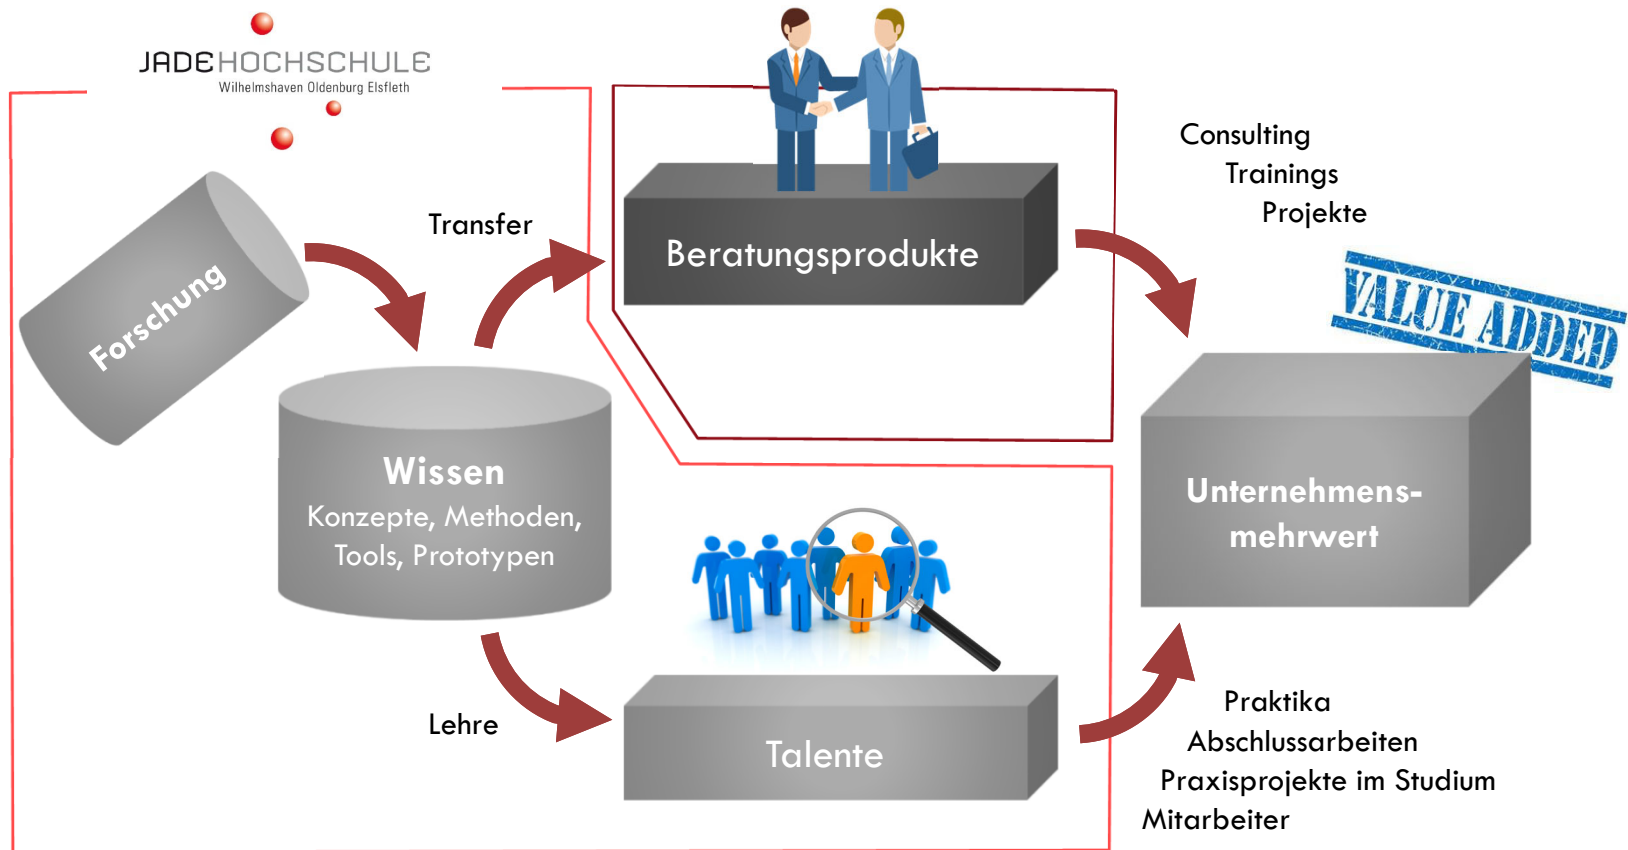 JADEHOCHSCHULE
Wilhelmshaven Oldenburg Elsfleth
Forschung
Transfer
Beratungsprodukte
Consulting
Trainings
Projekte
VALUE ADDED
Wissen
Konzepte, Methoden,
Tools, Prototypen
Unternehmens-
mehrwert
Lehre
Talente
Praktika
Abschlussarbeiten
Praxisprojekte im Studium
Mitarbeiter